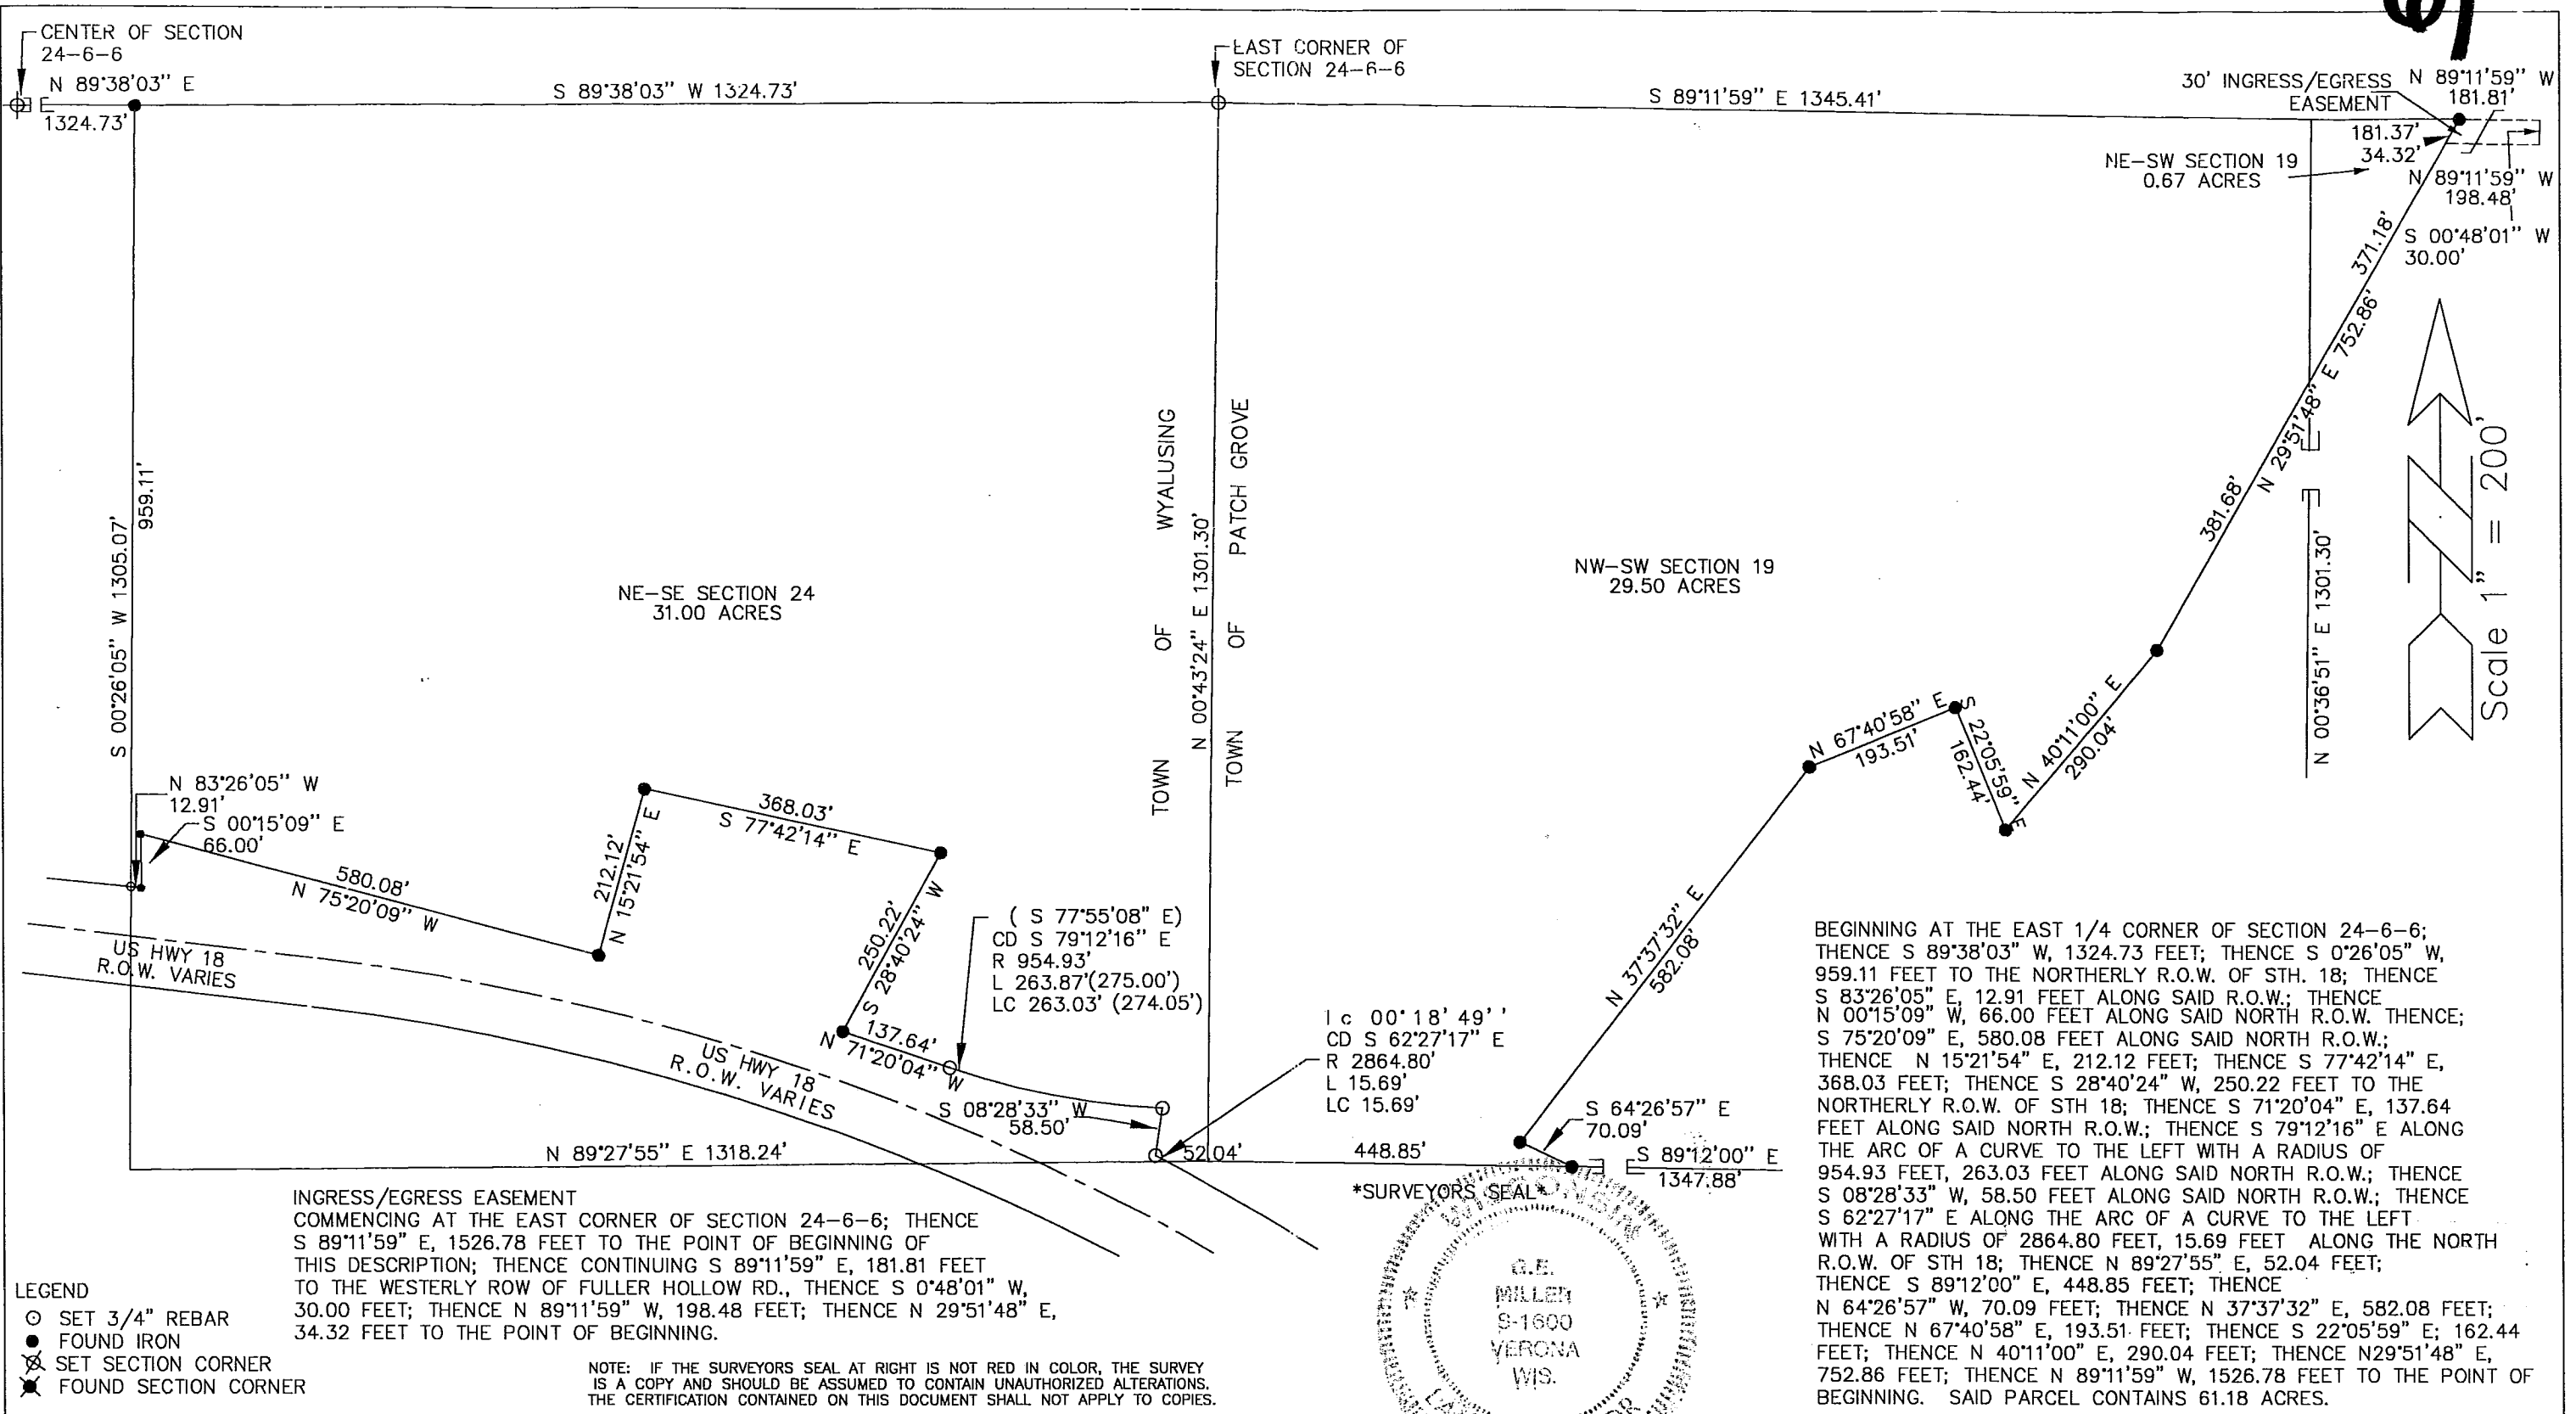 CENTER OF SECTION
24-6-6
N 89°38'03" E
1324.73'
S 89°38'03" W 1324.73'
EAST CORNER OF
SECTION 24-6-6
S 89°11'59" E 1345.41'
30' INGRESS/EGRESS
EASEMENT
N 89°11'59" W
181.81'
181.37'
34.32'
NE-SW SECTION 19
0.67 ACRES
N 89°11'59" W
198.48'
S 00°48'01" W
30.00'
371.18'
N 29°51'48" E 752.86'
381.68'
N 00°36'51" E 1301.30'
Scale 1" = 200'
S 00°26'05" W 1305.07'
959.11'
NE-SE SECTION 24
31.00 ACRES
TOWN OF WYALUSING
N 00°43'24" E 1301.30'
TOWN OF PATCH GROVE
NW-SW SECTION 19
29.50 ACRES
N 67°40'58" E
193.51'
S 22°05'59" E
162.44'
N 40°11'00" E
290.04'
N 37°37'32" E
582.08'
N 83°26'05" W
12.91'
S 00°15'09" E
66.00'
580.08'
N 75°20'09" W
212.12'
N 15°21'54" E
368.03'
S 77°42'14" E
250.22'
S 28°40'24" W
137.64'
N 71°20'04" W
( S 77°55'08" E)
CD S 79°12'16" E
R 954.93'
L 263.87'(275.00')
LC 263.03' (274.05')
US HWY 18
R.O.W. VARIES
US HWY 18
R.O.W. VARIES
S 08°28'33" W
58.50'
lc 00°18'49''
CD S 62°27'17" E
R 2864.80'
L 15.69'
LC 15.69'
N 89°27'55" E 1318.24'
52.04'
448.85'
S 64°26'57" E
70.09'
S 89°12'00" E
1347.88'
*SURVEYORS SEAL*
WISCONSIN
G.E.
MILLER
S-1600
VERONA
WIS.
INGRESS/EGRESS EASEMENT
COMMENCING AT THE EAST CORNER OF SECTION 24-6-6; THENCE
S 89°11'59" E, 1526.78 FEET TO THE POINT OF BEGINNING OF
THIS DESCRIPTION; THENCE CONTINUING S 89°11'59" E, 181.81 FEET
TO THE WESTERLY ROW OF FULLER HOLLOW RD., THENCE S 0°48'01" W,
30.00 FEET; THENCE N 89°11'59" W, 198.48 FEET; THENCE N 29°51'48" E,
34.32 FEET TO THE POINT OF BEGINNING.
LEGEND
SET 3/4" REBAR
FOUND IRON
SET SECTION CORNER
FOUND SECTION CORNER
NOTE: IF THE SURVEYORS SEAL AT RIGHT IS NOT RED IN COLOR, THE SURVEY
IS A COPY AND SHOULD BE ASSUMED TO CONTAIN UNAUTHORIZED ALTERATIONS.
THE CERTIFICATION CONTAINED ON THIS DOCUMENT SHALL NOT APPLY TO COPIES.
BEGINNING AT THE EAST 1/4 CORNER OF SECTION 24-6-6;
THENCE S 89°38'03" W, 1324.73 FEET; THENCE S 0°26'05" W,
959.11 FEET TO THE NORTHERLY R.O.W. OF STH. 18; THENCE
S 83°26'05" E, 12.91 FEET ALONG SAID R.O.W.; THENCE
N 00°15'09" W, 66.00 FEET ALONG SAID NORTH R.O.W. THENCE;
S 75°20'09" E, 580.08 FEET ALONG SAID NORTH R.O.W.;
THENCE N 15°21'54" E, 212.12 FEET; THENCE S 77°42'14" E,
368.03 FEET; THENCE S 28°40'24" W, 250.22 FEET TO THE
NORTHERLY R.O.W. OF STH 18; THENCE S 71°20'04" E, 137.64
FEET ALONG SAID NORTH R.O.W.; THENCE S 79°12'16" E ALONG
THE ARC OF A CURVE TO THE LEFT WITH A RADIUS OF
954.93 FEET, 263.03 FEET ALONG SAID NORTH R.O.W.; THENCE
S 08°28'33" W, 58.50 FEET ALONG SAID NORTH R.O.W.; THENCE
S 62°27'17" E ALONG THE ARC OF A CURVE TO THE LEFT
WITH A RADIUS OF 2864.80 FEET, 15.69 FEET ALONG THE NORTH
R.O.W. OF STH 18; THENCE N 89°27'55" E, 52.04 FEET;
THENCE S 89°12'00" E, 448.85 FEET; THENCE
N 64°26'57" W, 70.09 FEET; THENCE N 37°37'32" E, 582.08 FEET;
THENCE N 67°40'58" E, 193.51 FEET; THENCE S 22°05'59" E; 162.44
FEET; THENCE N 40°11'00" E, 290.04 FEET; THENCE N29°51'48" E,
752.86 FEET; THENCE N 89°11'59" W, 1526.78 FEET TO THE POINT OF
BEGINNING. SAID PARCEL CONTAINS 61.18 ACRES.